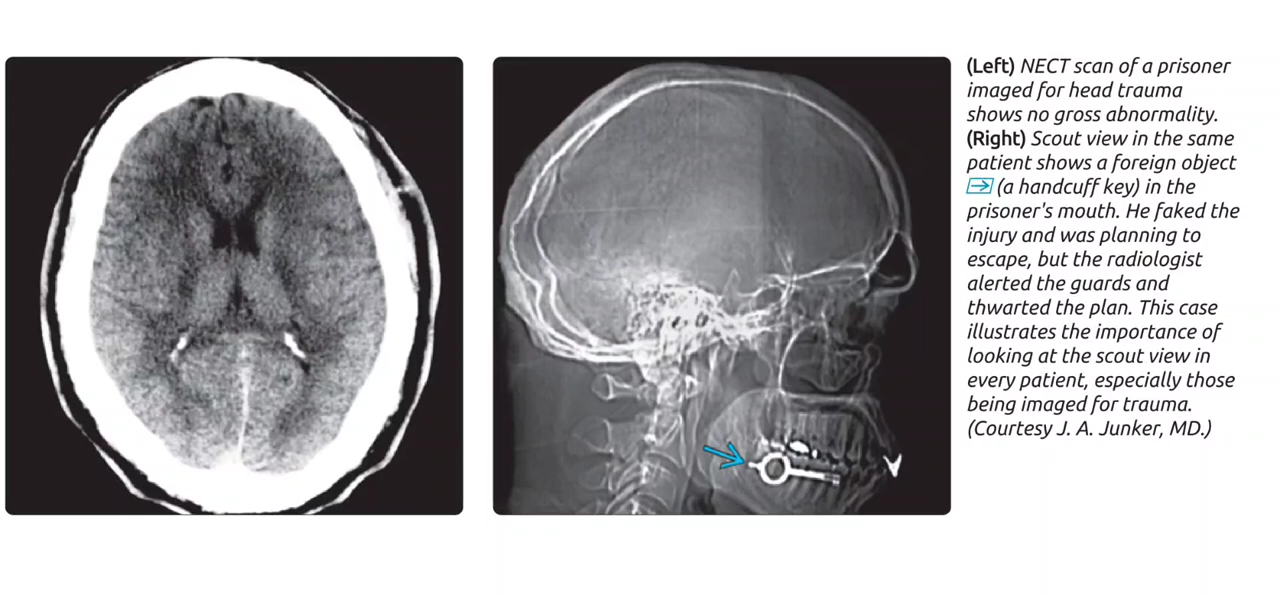 (Left) NECT scan of a prisoner
imaged for head trauma
shows no gross abnormality.
(Right) Scout view in the same
patient shows a foreign object
(a handcuff key) in the
prisoner's mouth. He faked the
injury and was planning to
escape, but the radiologist
alerted the guards and
thwarted the plan. This case
illustrates the importance of
looking at the scout view in
every patient, especially those
being imaged for trauma.
(Courtesy J. A. Junker, MD.)